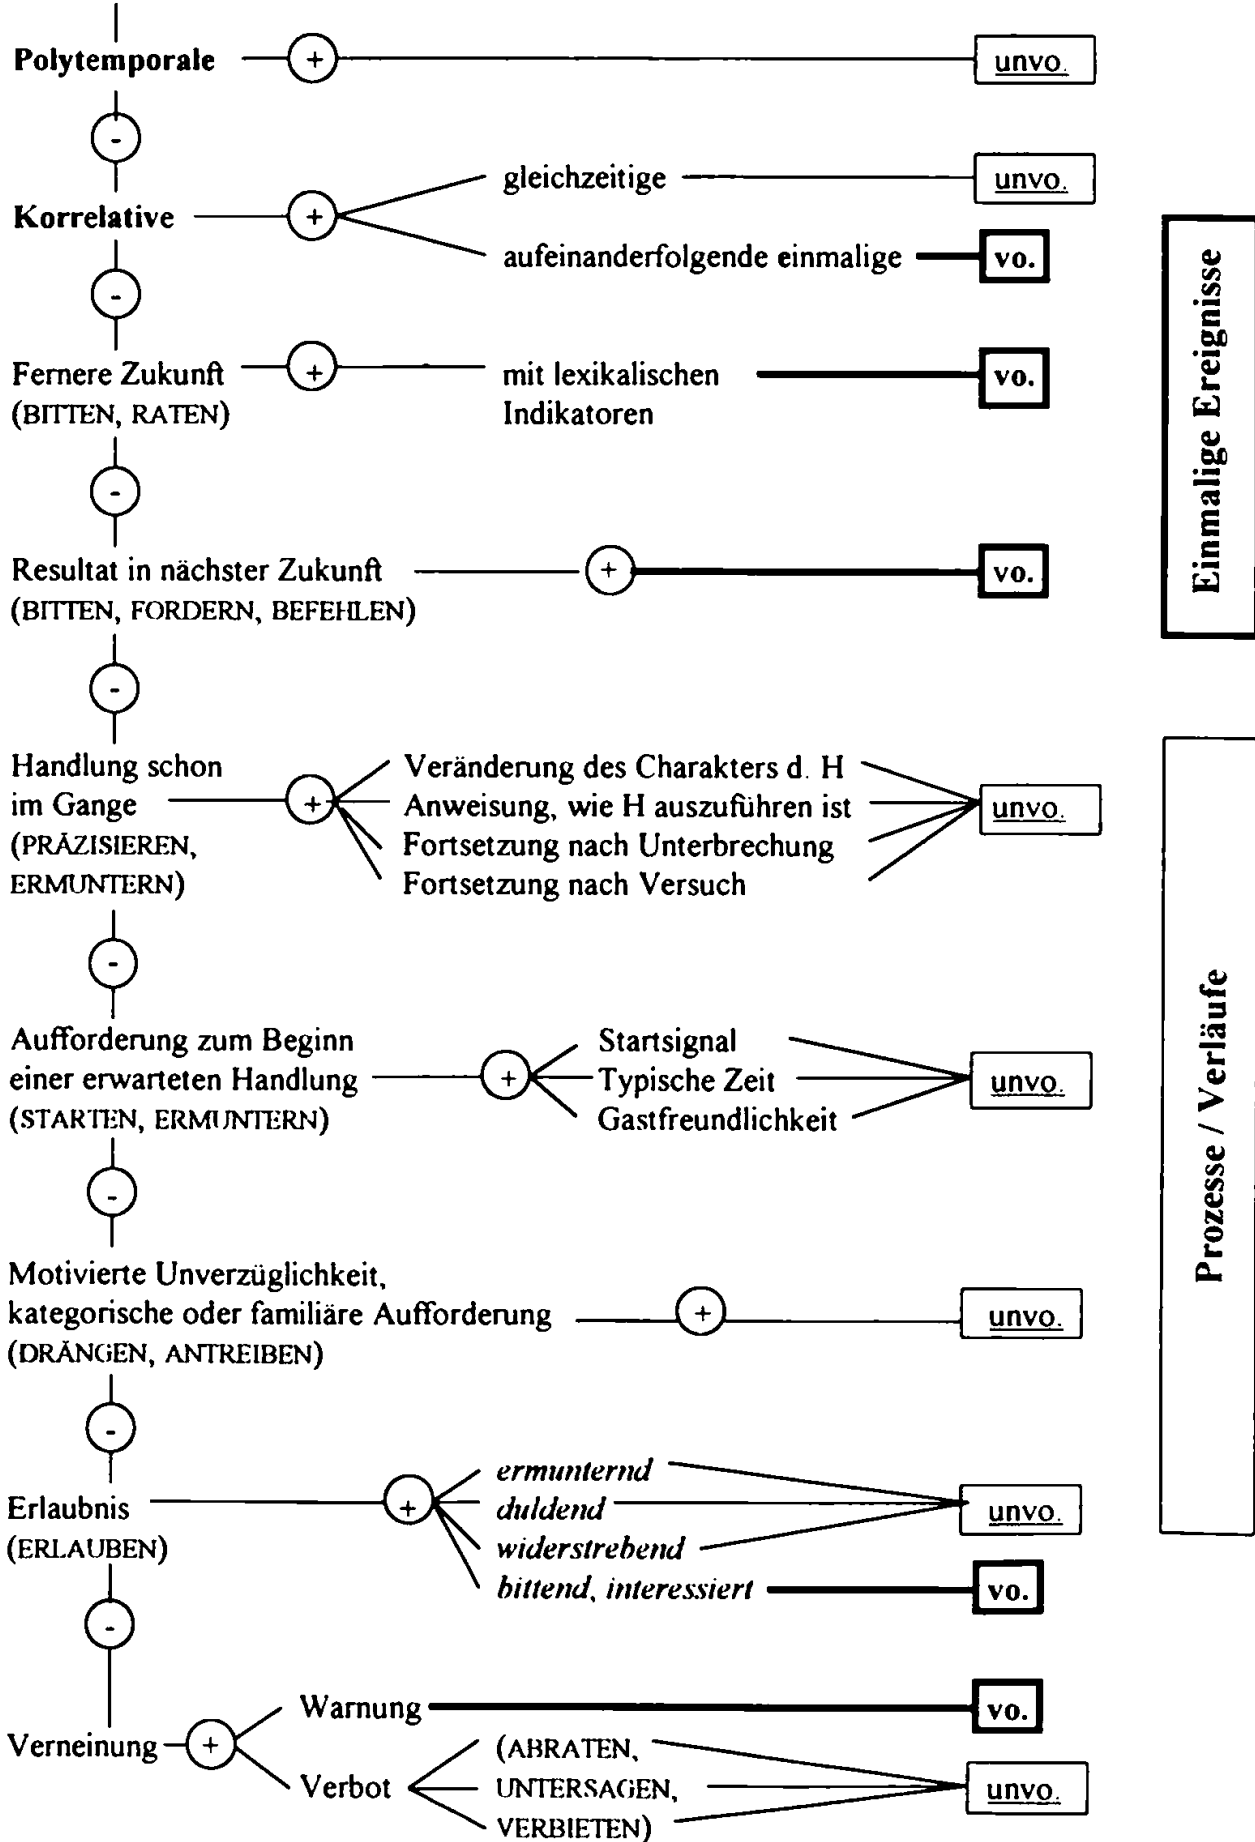 Polytemporale + unvo.
-
gleichzeitige unvo.
Korrelative +
aufeinanderfolgende einmalige vo.
-
Fernere Zukunft + mit lexikalischen vo.
(BITTEN, RATEN) Indikatoren
-
Resultat in nächster Zukunft + vo.
(BITTEN, FORDERN, BEFEHLEN)
Einmalige Ereignisse
-
Handlung schon Veränderung des Charakters d. H
im Gange + Anweisung, wie H auszuführen ist unvo.
(PRÄZISIEREN, Fortsetzung nach Unterbrechung
ERMUNTERN) Fortsetzung nach Versuch
-
Aufforderung zum Beginn Startsignal
einer erwarteten Handlung + Typische Zeit unvo.
(STARTEN, ERMUNTERN) Gastfreundlichkeit
-
Motivierte Unverzüglichkeit,
kategorische oder familiäre Aufforderung + unvo.
(DRÄNGEN, ANTREIBEN)
Prozesse / Verläufe
-
ermunternd
Erlaubnis + duldend unvo.
(ERLAUBEN) widerstrebend
bittend, interessiert vo.
-
Warnung vo.
Verneinung + (ABRATEN,
Verbot UNTERSAGEN, unvo.
VERBIETEN)